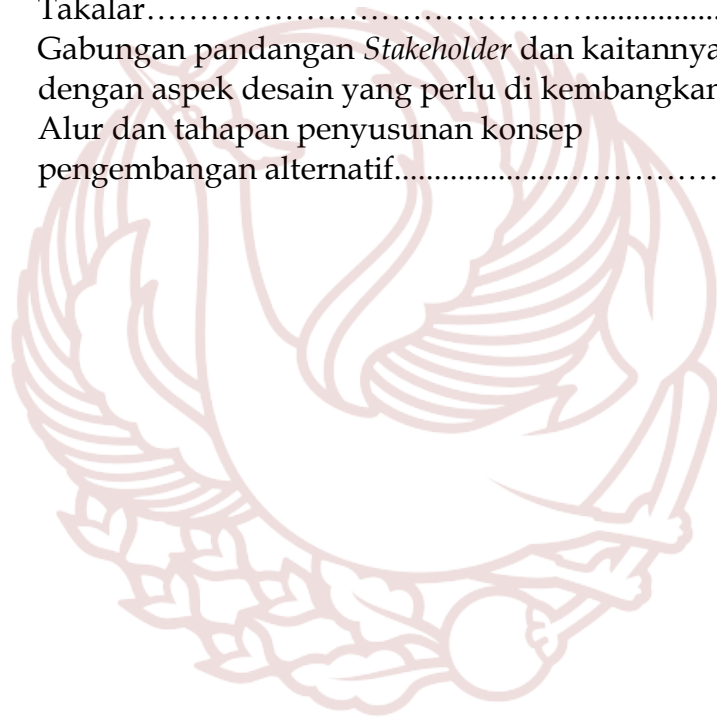 Takalar……………………………………................
Gabungan pandangan Stakeholder dan kaitannya
dengan aspek desain yang perlu di kembangkan
Alur dan tahapan penyusunan konsep
pengembangan alternatif......................……………